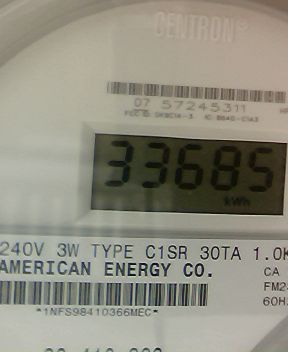 CENTRON®
07 57245311
33685
kWh
240V 3W TYPE C1SR 30TA 1.0K
AMERICAN ENERGY CO.
CA
FM2
60H
*1NFS98410366MEC*